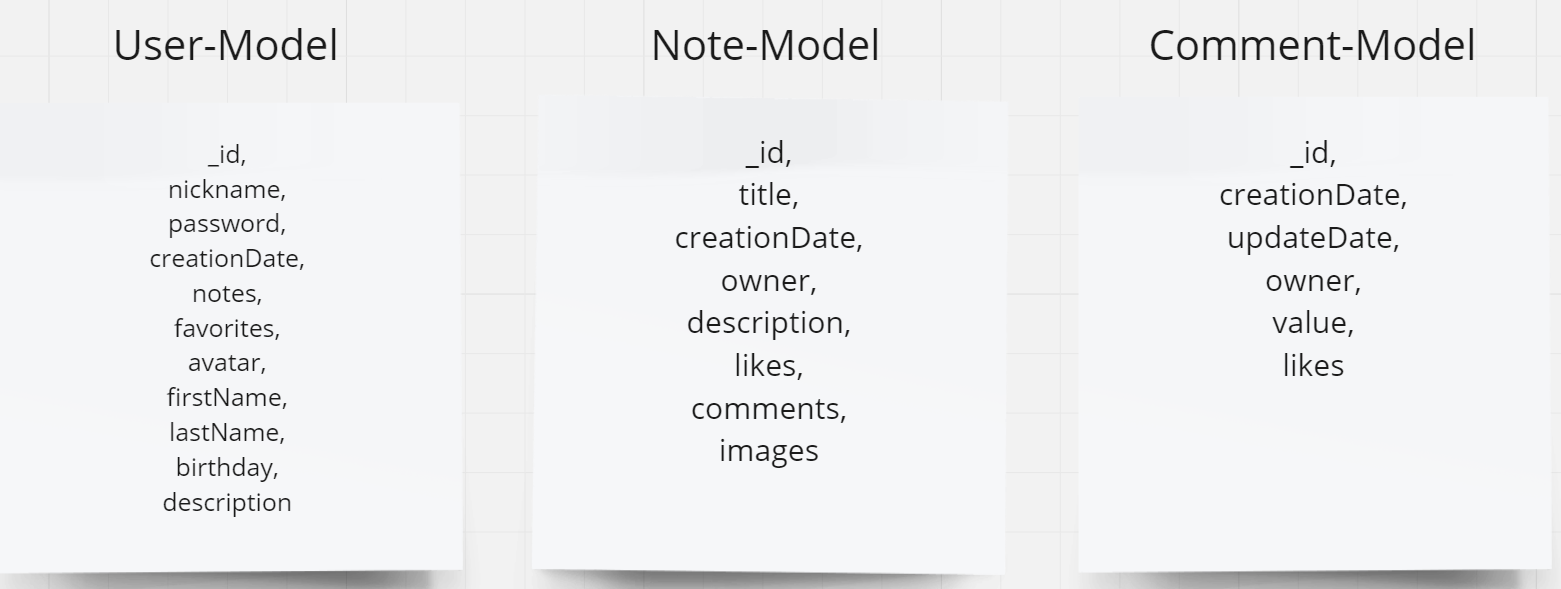 User-Model
_id,
nickname,
password,
creationDate,
notes,
favorites,
avatar,
firstName,
lastName,
birthday,
description
Note-Model
_id,
title,
creationDate,
owner,
description,
likes,
comments,
images
Comment-Model
_id,
creationDate,
updateDate,
owner,
value,
likes